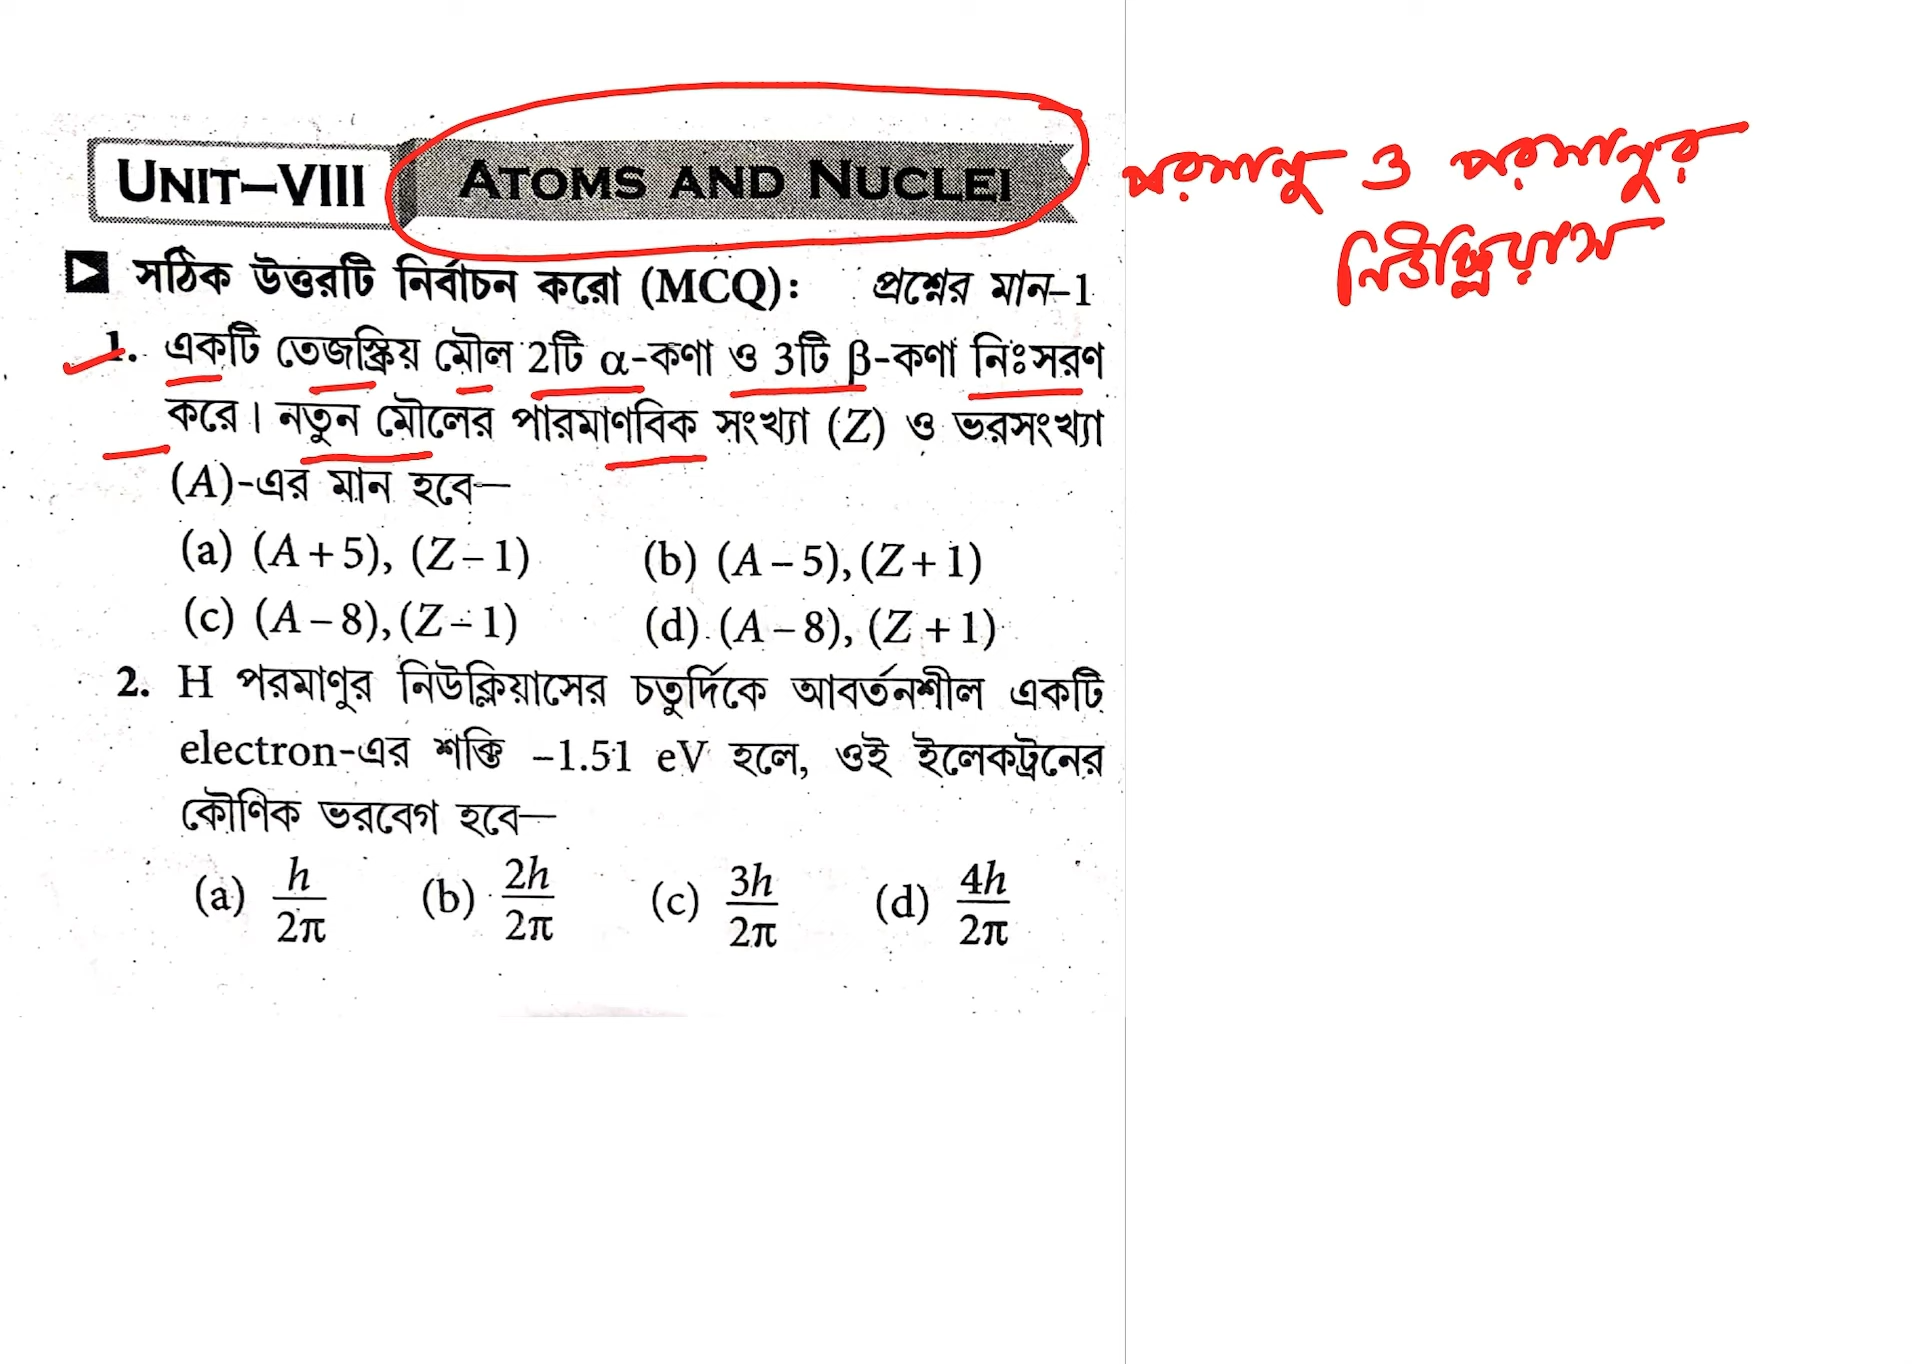 UNIT–VIII ATOMS AND NUCLEI
পরমানু ও পরমানুর
নিউক্লিয়াস
সঠিক উত্তরটি নির্বাচন করো (MCQ): প্রশ্নের মান–1
1. একটি তেজস্ক্রিয় মৌল 2টি α-কণা ও 3টি β-কণা নিঃসরণ
করে। নতুন মৌলের পারমাণবিক সংখ্যা (Z) ও ভরসংখ্যা
(A)-এর মান হবে—
(a) (A + 5), (Z – 1) (b) (A – 5), (Z + 1)
(c) (A – 8), (Z – 1) (d) (A – 8), (Z + 1)
2. H পরমাণুর নিউক্লিয়াসের চতুর্দিকে আবর্তনশীল একটি
electron-এর শক্তি –1.51 eV হলে, ওই ইলেকট্রনের
কৌণিক ভরবেগ হবে—
(a) h/2π (b) 2h/2π (c) 3h/2π (d) 4h/2π